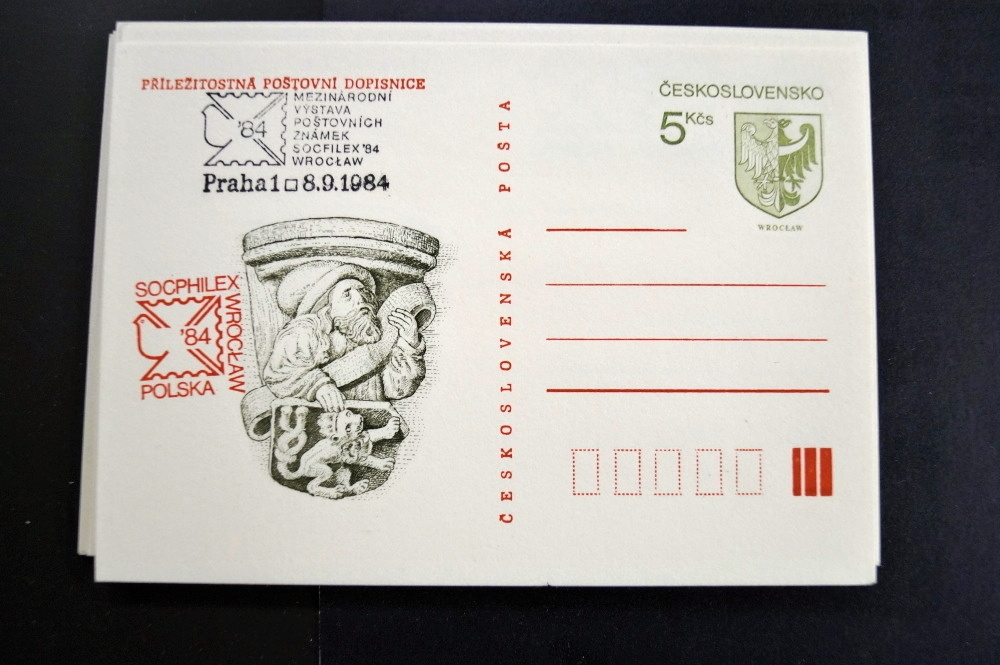 PŘÍLEŽITOSTNÁ POŠTOVNÍ DOPISNICE
'84
MEZINÁRODNÍ
VÝSTAVA
POŠTOVNÍCH
ZNÁMEK
SOCFILEX '84
WROCŁAW
Praha 1 8.9.1984
SOCPHILEX
WROCŁAW
'84
POLSKA
ČESKOSLOVENSKÁ POŠTA
ČESKOSLOVENSKO
5 Kčs
WROCŁAW